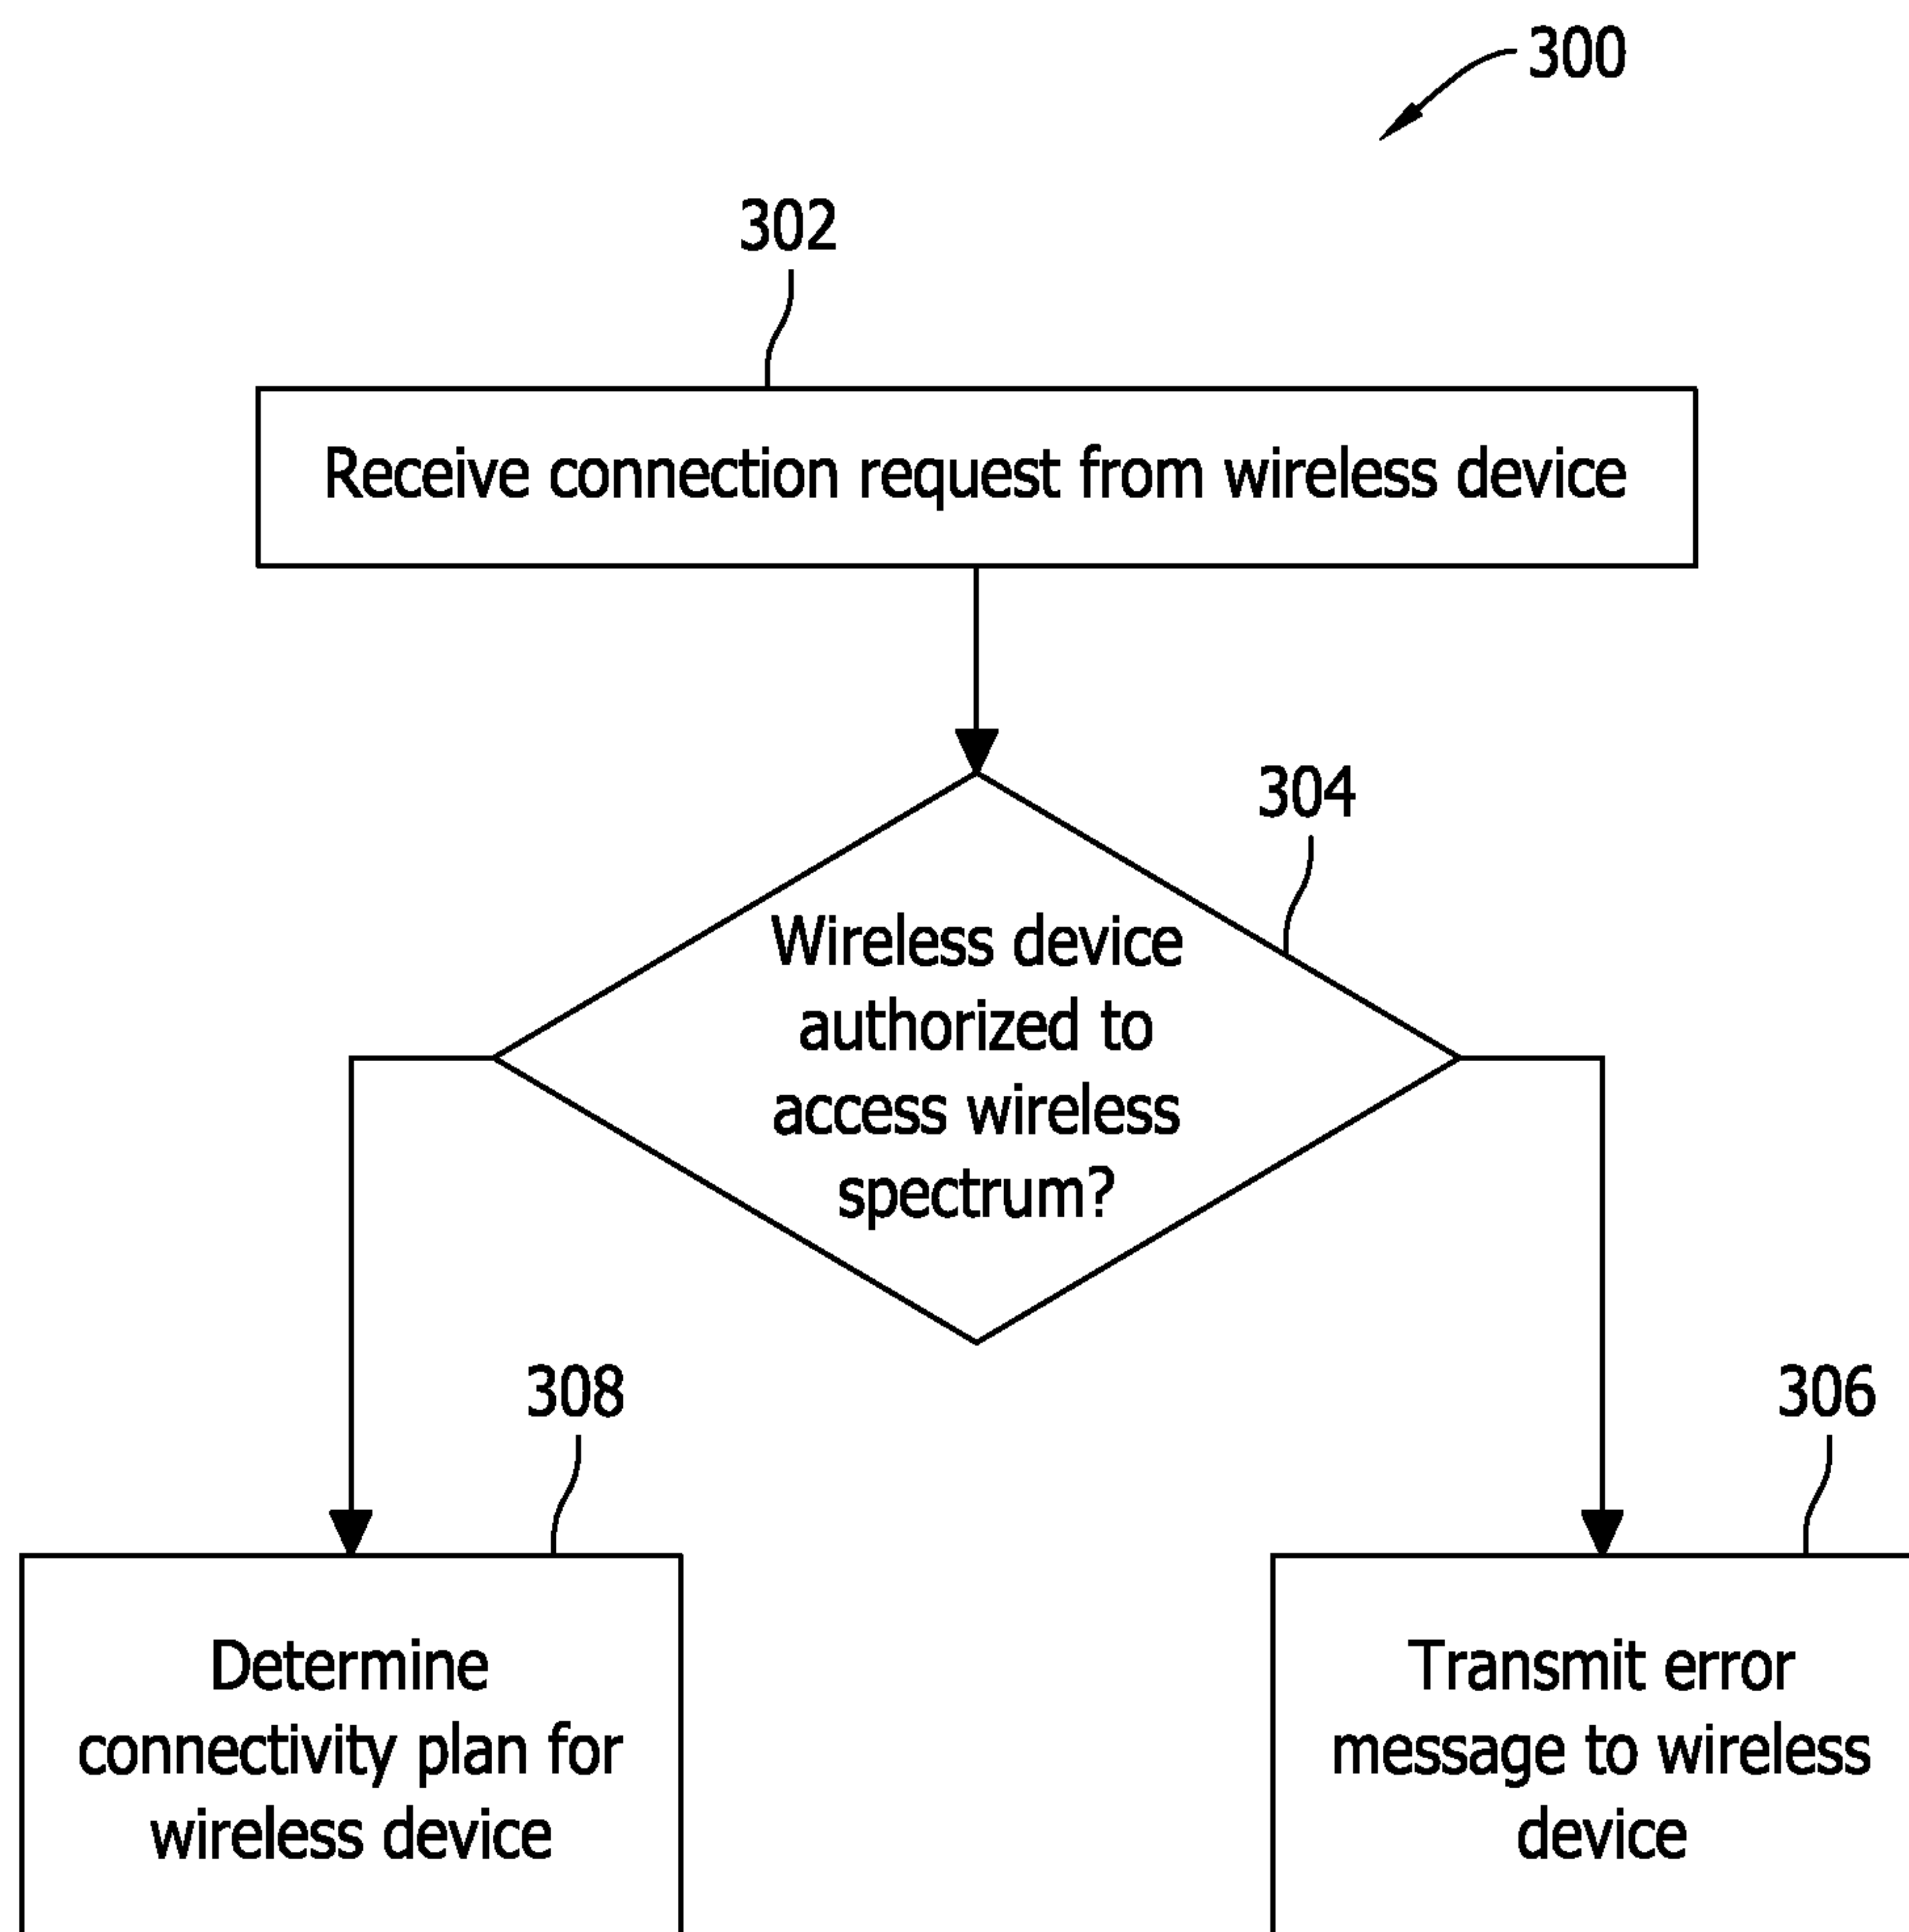 300
302
Receive connection request from wireless device
304
Wireless device
authorized to
access wireless
spectrum?
308
Determine
connectivity plan for
wireless device
306
Transmit error
message to wireless
device